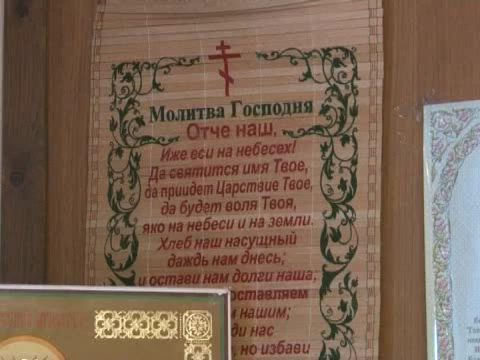 Молитва Господня
Отче наш,
Иже еси на небесех!
Да святится имя Твое,
да приидет Царствие Твое,
да будет воля Твоя,
яко на небеси и на земли.
Хлеб наш насущный
даждь нам днесь;
и остави нам долги наша;
оставляем
нашим;
нас
но избави